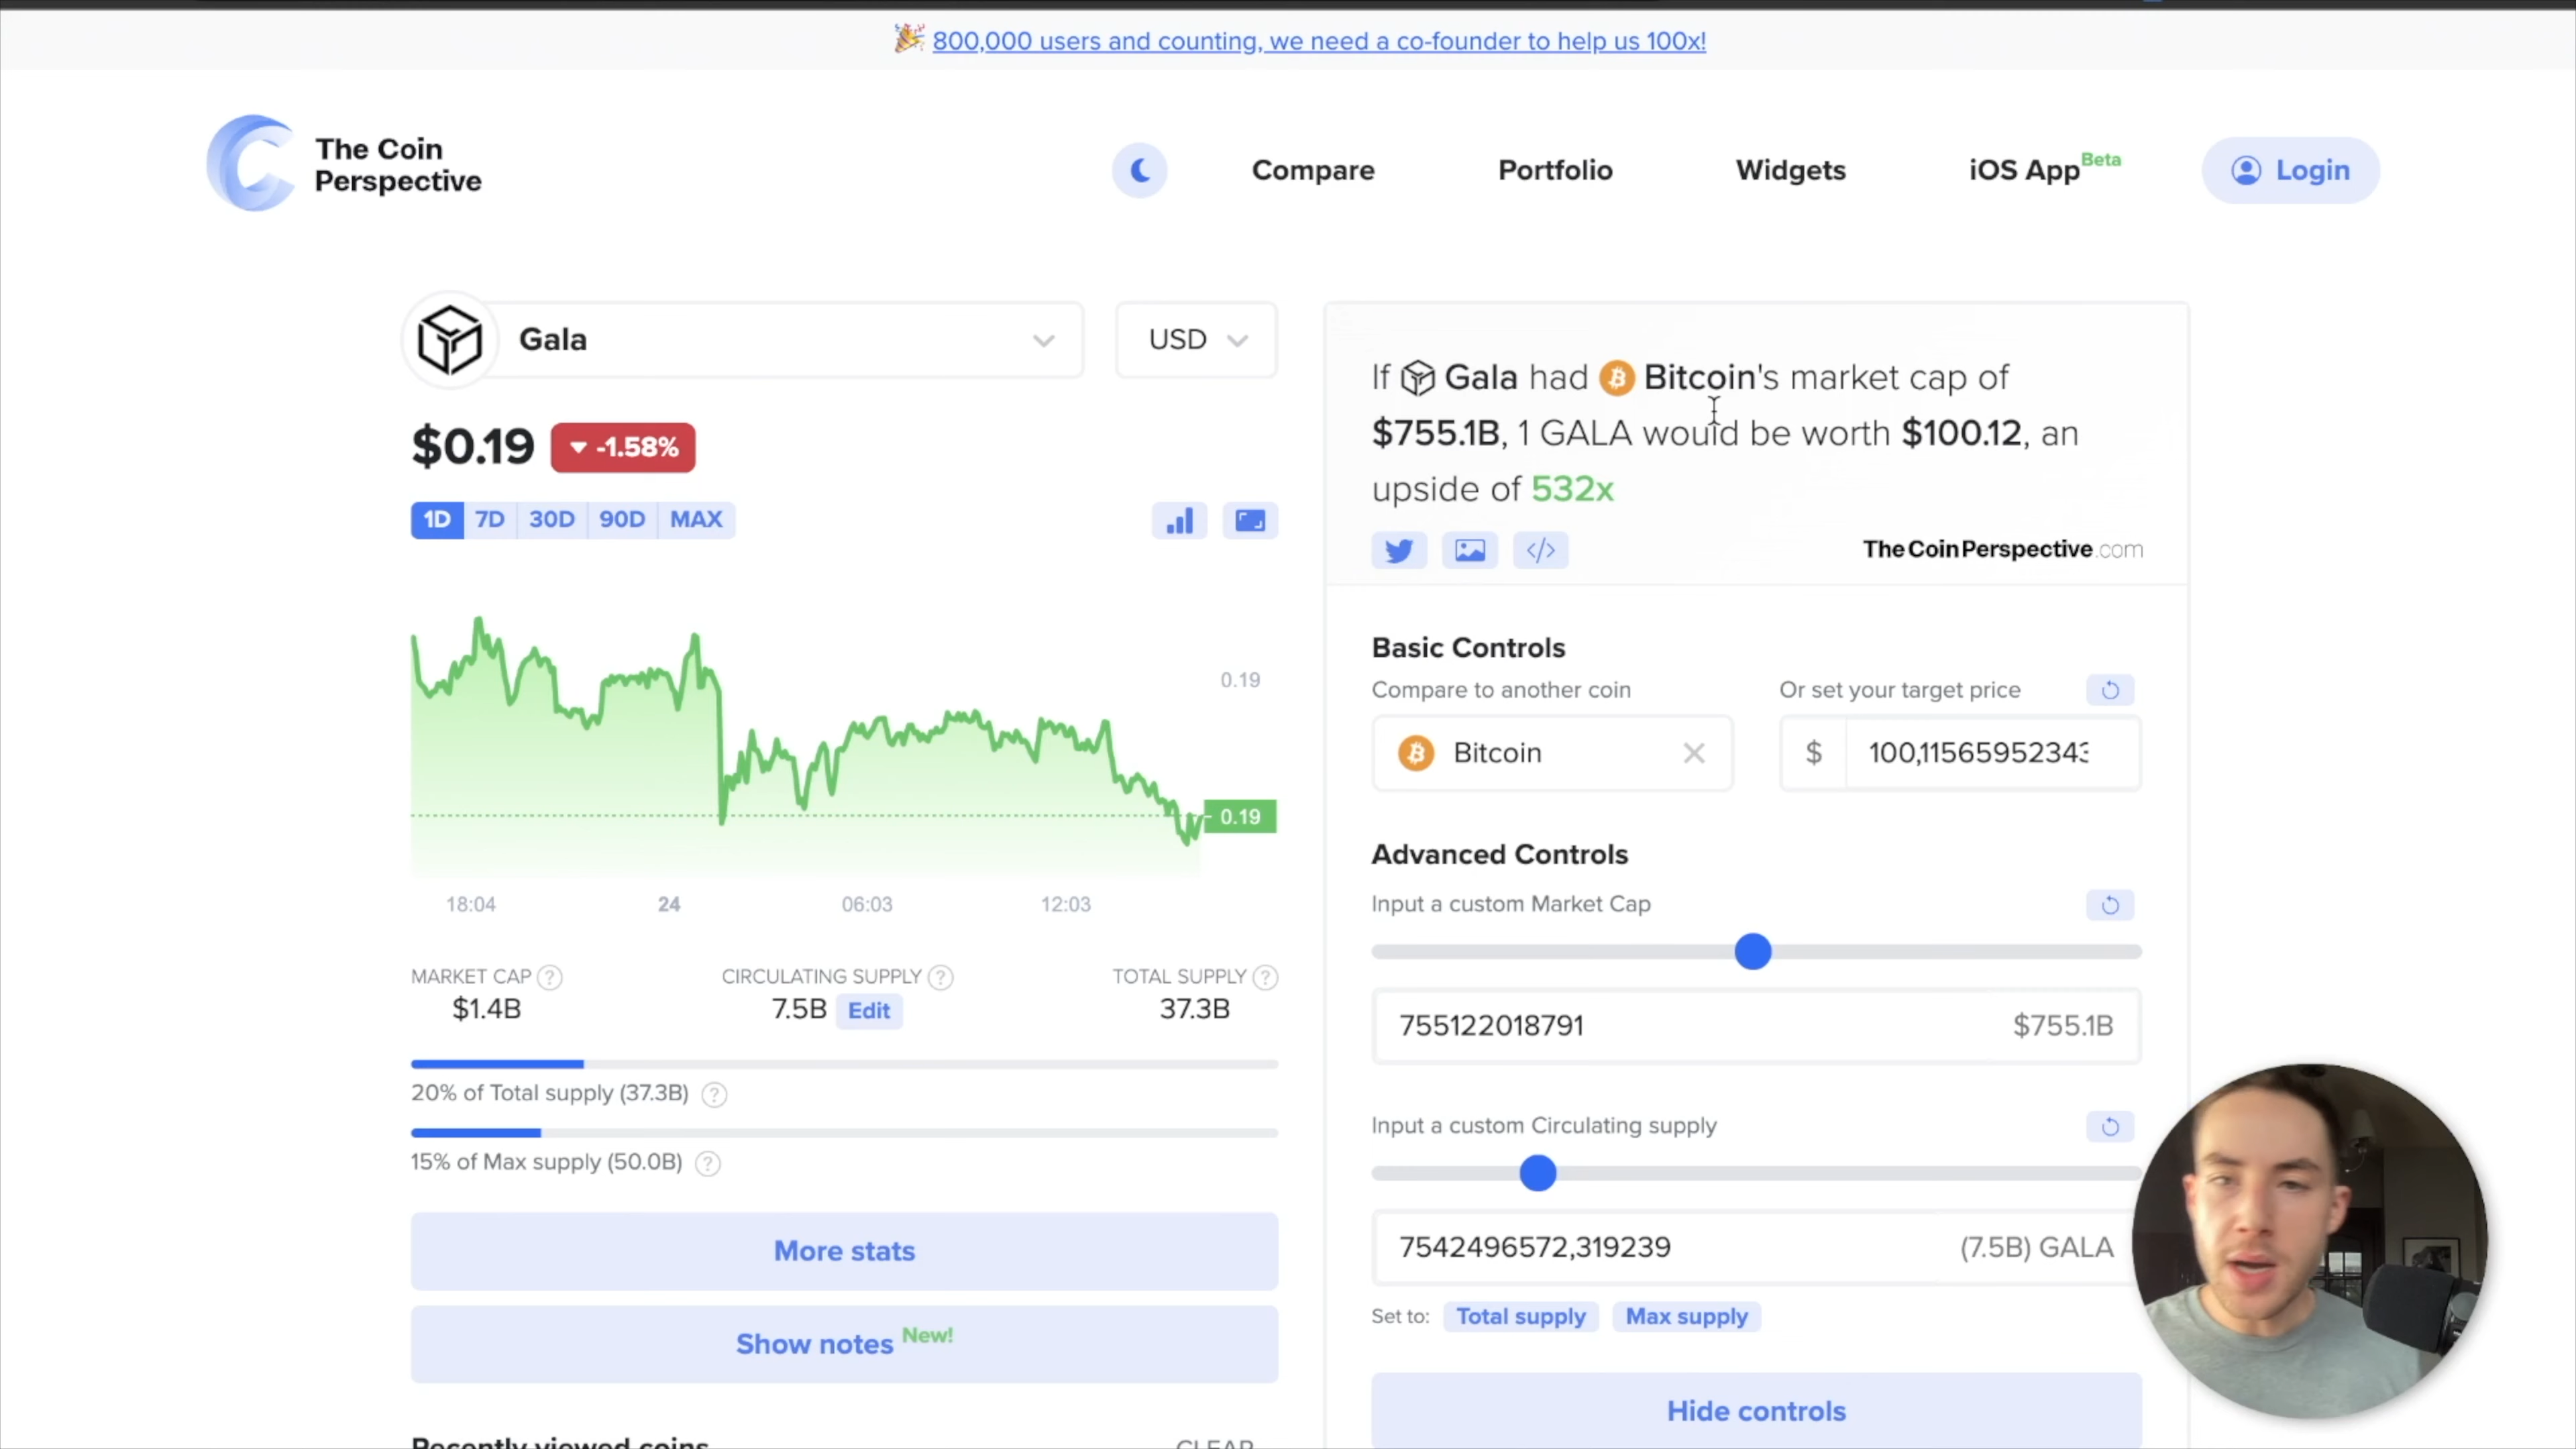 800,000 users and counting, we need a co-founder to help us 100x!
The Coin
Perspective
Compare
Portfolio
Widgets
iOS App Beta
Login
Gala
USD
$0.19
-1.58%
1D 7D 30D 90D MAX
0.19
0.19
18:04 24 06:03 12:03
MARKET CAP
$1.4B
CIRCULATING SUPPLY
7.5B Edit
TOTAL SUPPLY
37.3B
20% of Total supply (37.3B)
15% of Max supply (50.0B)
More stats
Show notes New!
Recently viewed coins
CLEAR
If Gala had Bitcoin's market cap of
$755.1B, 1 GALA would be worth $100.12, an
upside of 532x
TheCoinPerspective.com
Basic Controls
Compare to another coin
Bitcoin
Or set your target price
$ 100,1156595234
Advanced Controls
Input a custom Market Cap
755122018791 $755.1B
Input a custom Circulating supply
7542496572,319239 (7.5B) GALA
Set to: Total supply Max supply
Hide controls